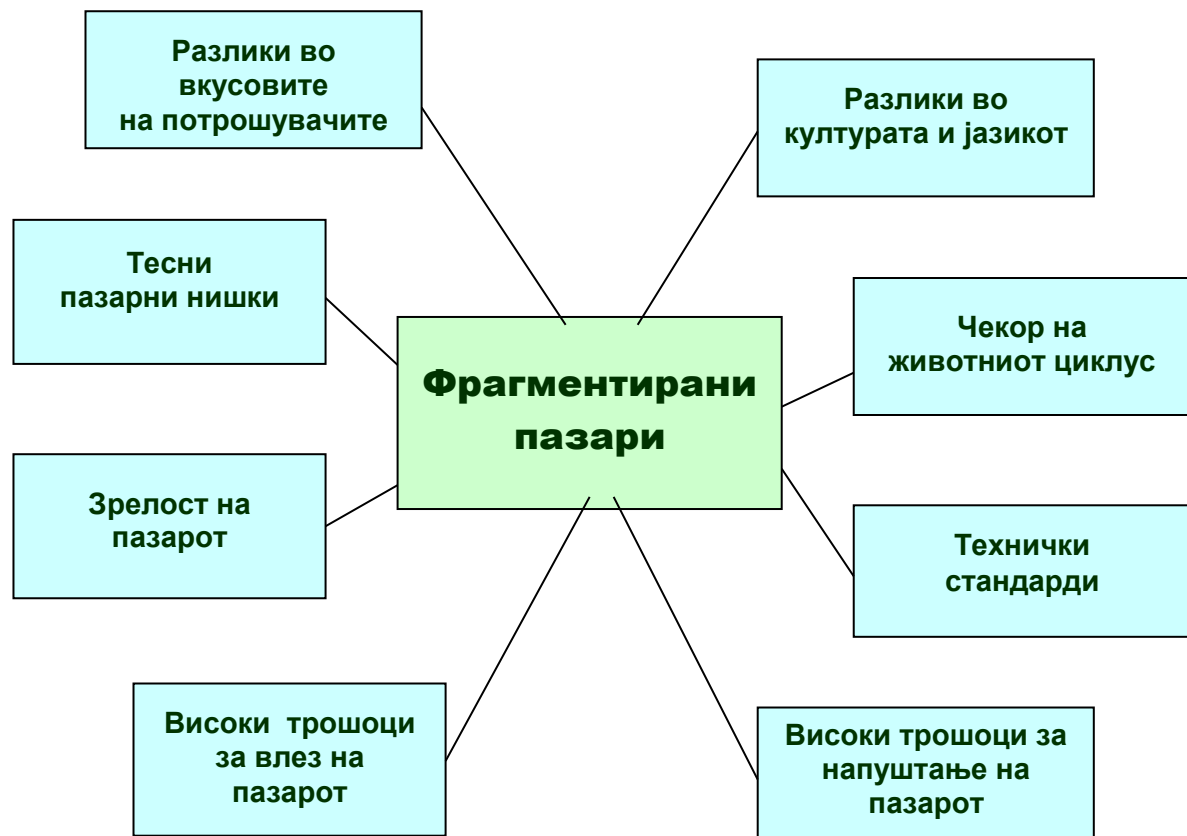 Разлики во
вкусовите
на потрошувачите
Разлики во
културата и јазикот
Тесни
пазарни нишки
Чекор на
животниот циклус
Фрагментирани
пазари
Зрелост на
пазарот
Технички
стандарди
Високи трошоци
за влез на
пазарот
Високи трошоци за
напуштање на
пазарот